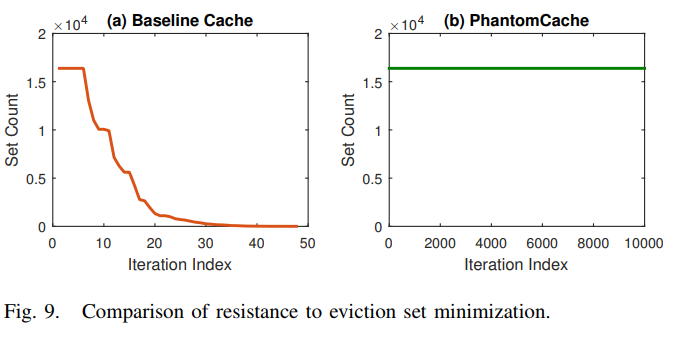 (a) Baseline Cache
×10⁴
2
1.5
1
0.5
0
Set Count
0 10 20 30 40 50
Iteration Index
(b) PhantomCache
×10⁴
2
1.5
1
0.5
0
Set Count
0 2000 4000 6000 8000 10000
Iteration Index
Fig. 9. Comparison of resistance to eviction set minimization.